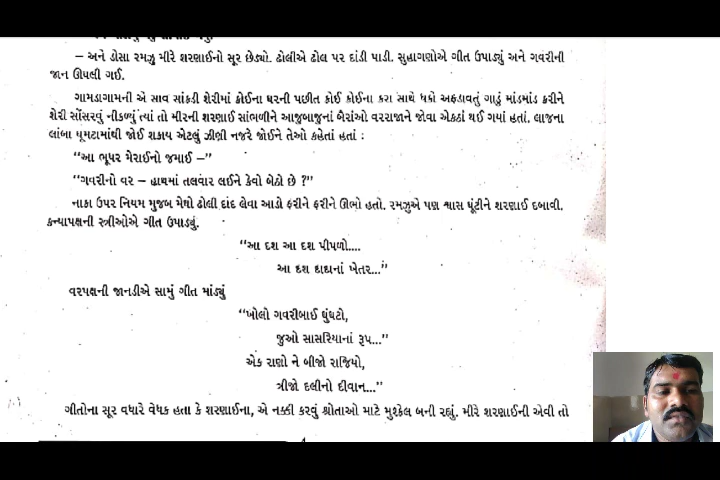 – અને ડોસા રમઝુ મીરે શરણાઈનો સૂર છેડ્યો. ઢોલીએ ઢોલ પર દાંડી પાડી. સુહાગણોએ ગીત ઉપાડ્યું અને ગવરીની
જાન ઊપલી ગઈ.
ગામડાગામની એ સાવ સાંકડી શેરીમાં ક્રોઈના ઘરની પછીત કોઈ કોઈના કરા સાથે ધક્કો અફડાવતું ગાડું માંડમાંડ કરીને
શેરી સોંસરવું નીકળ્યું ત્યાં તો મીરની શરણાઈ સાંભળીને આજુબાજુનાં બૈરાંઓ વરરાજાને જોવા એકઠાં થઈ ગયાં હતાં. લાજના
લાંબા ઘૂમટામાંથી જોઈ શકાય એટલું ઝીણી નજરે જોઈને તેઓ કહેતાં હતાં :
“આ ભૂધર મેરાઈનો જમાઈ –”
“ગવરીનો વર – હાથમાં તલવાર લઈને કેવો બેઠો છે ?”
નાકા ઉપર નિયમ મુજબ મેઘો ઢોલી દાંદ લેવા આડો ફરીને ફરીને ઊભો હતો. રમઝુએ પણ શ્વાસ ઘૂંટીને શરણાઈ દબાવી.
કન્યાપક્ષની સ્ત્રીઓએ ગીત ઉપાડ્યું.
“આ દશ આ દશ પીપળો....
આ દશ દાદાનાં ખેતર...”
વરપક્ષની જાનડીએ સામું ગીત માંડ્યું
“ખોલો ગવરીબાઈ ઘુંઘટો,
જુઓ સાસરિયાનાં રૂપ...”
એક રાણો ને બીજો રાજિયો,
ત્રીજો દલીનો દીવાન...”
ગીતોના સૂર વધારે વેધક હતા કે શરણાઈના, એ નક્કી કરવું શ્રોતાઓ માટે મુશ્કેલ બની રહ્યું. મીરે શરણાઈની એવી તો